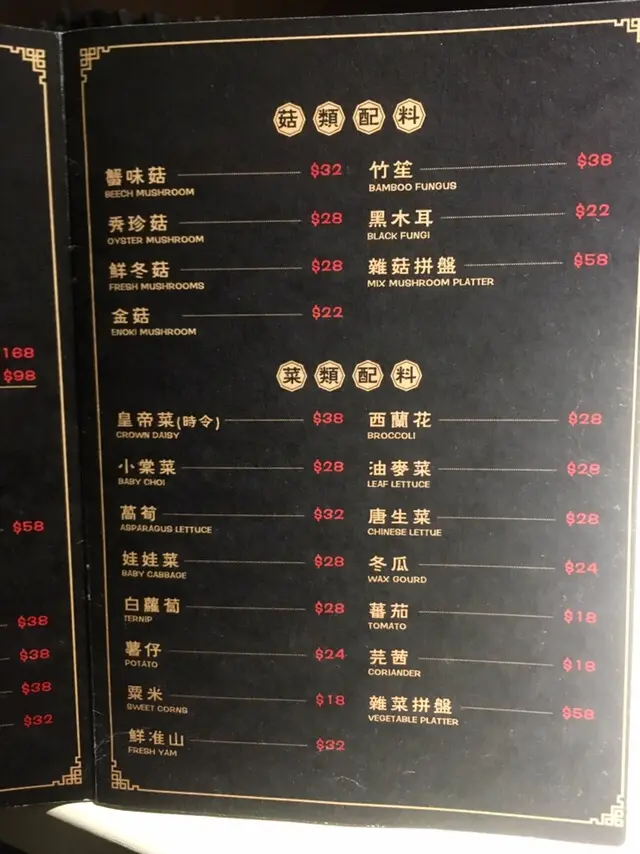 168
$98
$58
$38
$38
$38
$32
菇類配料
蟹味菇 $32
BEECH MUSHROOM
秀珍菇 $28
OYSTER MUSHROOM
鮮冬菇 $28
FRESH MUSHROOMS
金菇 $22
ENOKI MUSHROOM
竹笙 $38
BAMBOO FUNGUS
黑木耳 $22
BLACK FUNGI
雜菇拼盤 $58
MIX MUSHROOM PLATTER
菜類配料
皇帝菜(時令) $38
CROWN DAISY
小棠菜 $28
BABY CHOI
萵筍 $32
ASPARAGUS LETTUCE
娃娃菜 $28
BABY CABBAGE
白蘿蔔 $28
TERNIP
薯仔 $24
POTATO
粟米 $18
SWEET CORNS
鮮准山 $32
FRESH YAM
西蘭花 $28
BROCCOLI
油麥菜 $28
LEAF LETTUCE
唐生菜 $28
CHINESE LETTUE
冬瓜 $24
WAX GOURD
蕃茄 $18
TOMATO
芫茜 $18
CORIANDER
雜菜拼盤 $58
VEGETABLE PLATTER